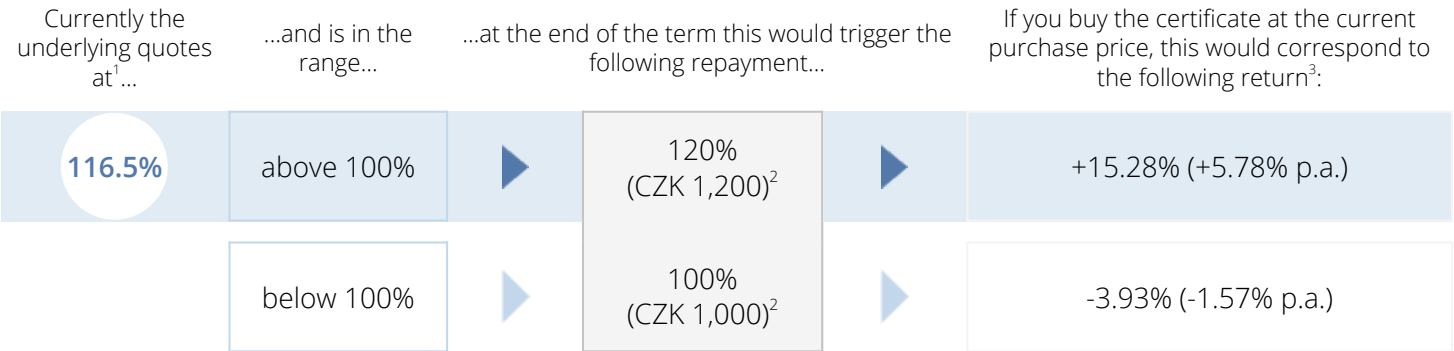 Currently the
underlying quotes
at¹...
...and is in the
range...
...at the end of the term this would trigger the
following repayment...
If you buy the certificate at the current
purchase price, this would correspond to
the following return³:
116.5%
above 100%
120%
(CZK 1,200)²
+15.28% (+5.78% p.a.)
below 100%
100%
(CZK 1,000)²
-3.93% (-1.57% p.a.)